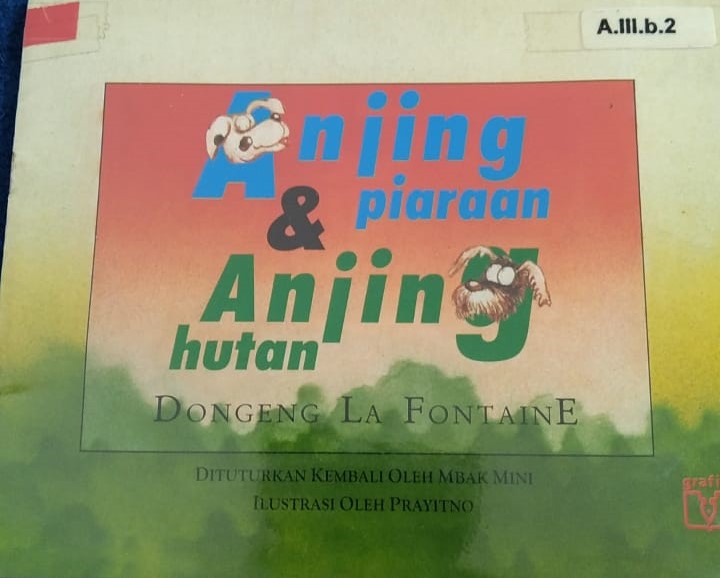 A.III.b.2
Anjing
piaraan
&
Anjing
hutan
DONGENG LA FONTAINE
DITUTURKAN KEMBALI OLEH MBAK MINI
ILUSTRASI OLEH PRAYITNO
grafi